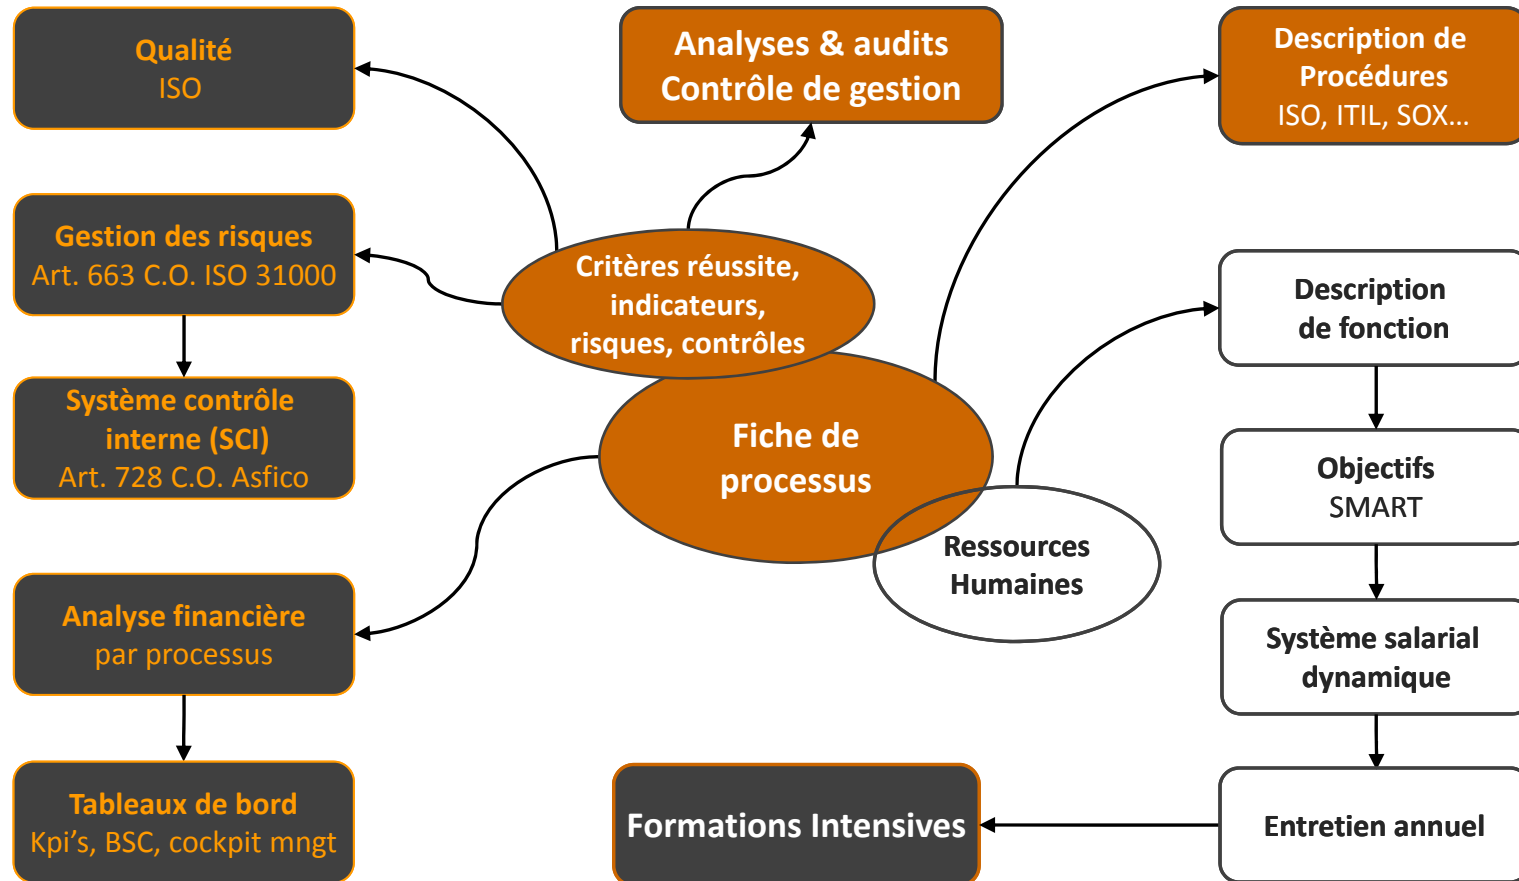 Qualité
ISO
Analyses & audits
Contrôle de gestion
Description de
Procédures
ISO, ITIL, SOX...
Gestion des risques
Art. 663 C.O. ISO 31000
Critères réussite,
indicateurs,
risques, contrôles
Description
de fonction
Système contrôle
interne (SCI)
Art. 728 C.O. Asfico
Fiche de
processus
Objectifs
SMART
Ressources
Humaines
Analyse financière
par processus
Système salarial
dynamique
Tableaux de bord
Kpi’s, BSC, cockpit mngt
Formations Intensives
Entretien annuel